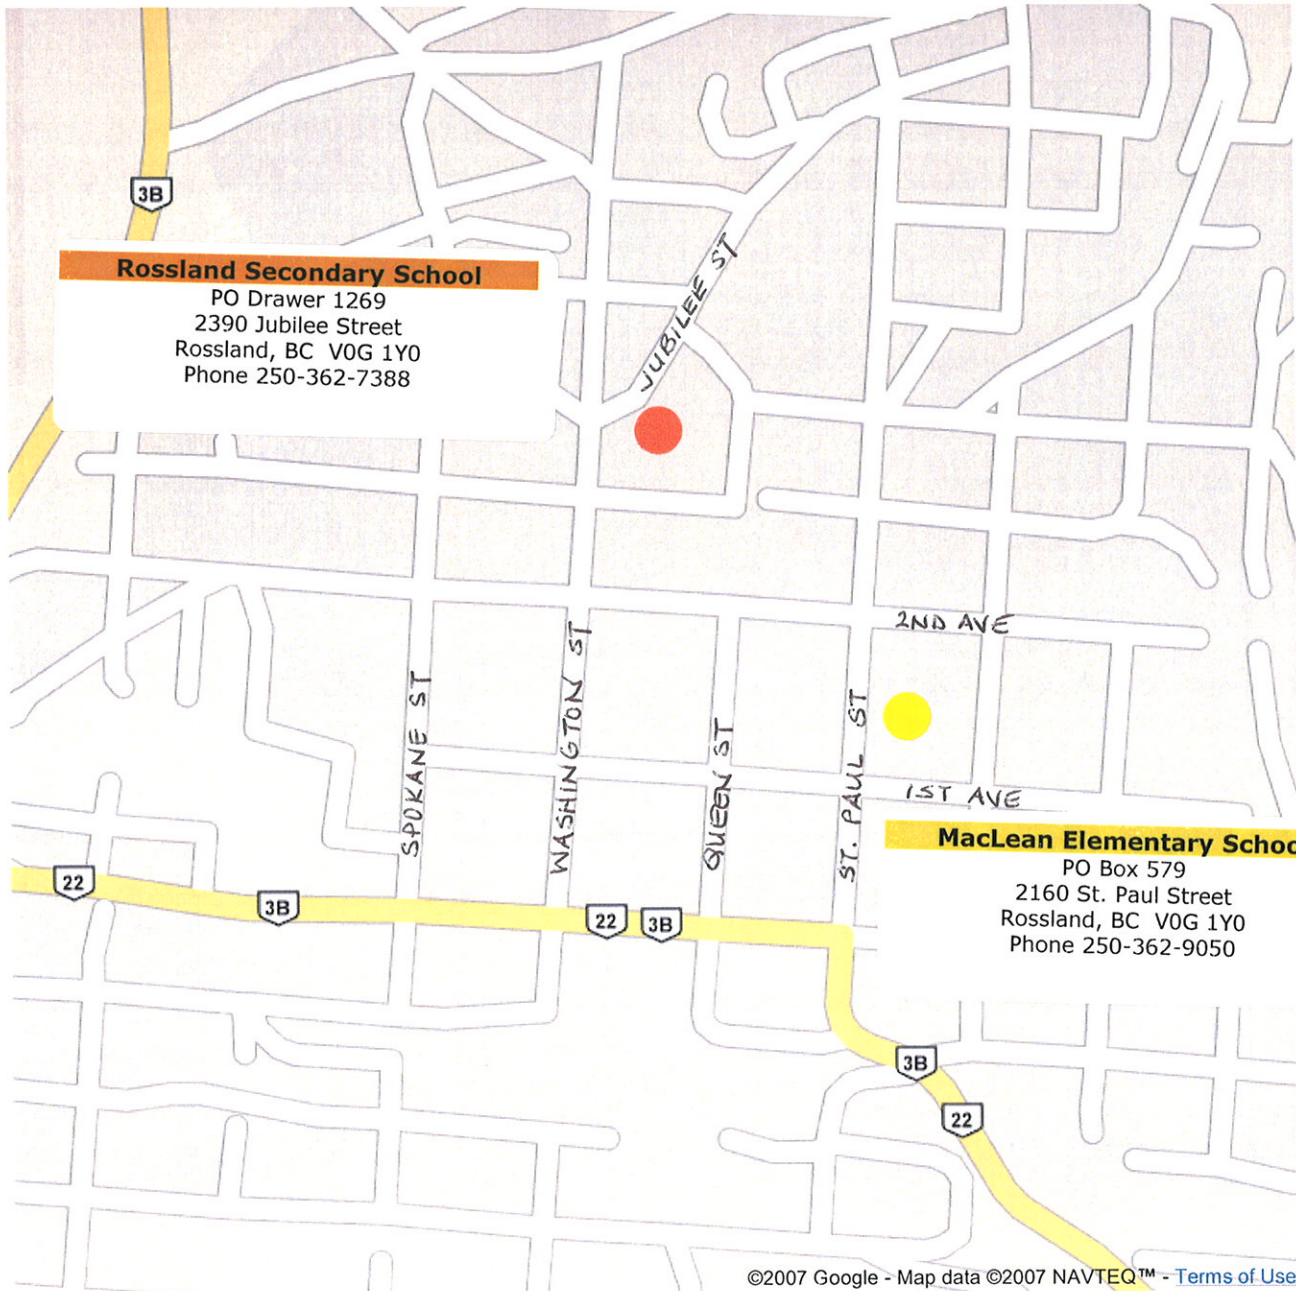 3B
Rossland Secondary School
PO Drawer 1269
2390 Jubilee Street
Rossland, BC V0G 1Y0
Phone 250-362-7388
JUBILEE ST
2ND AVE
SPOKANE ST
WASHINGTON ST
QUEEN ST
ST. PAUL ST
1ST AVE
MacLean Elementary Schoo
PO Box 579
2160 St. Paul Street
Rossland, BC V0G 1Y0
Phone 250-362-9050
22
3B
22
3B
3B
22
©2007 Google - Map data ©2007 NAVTEQ™ - Terms of Use